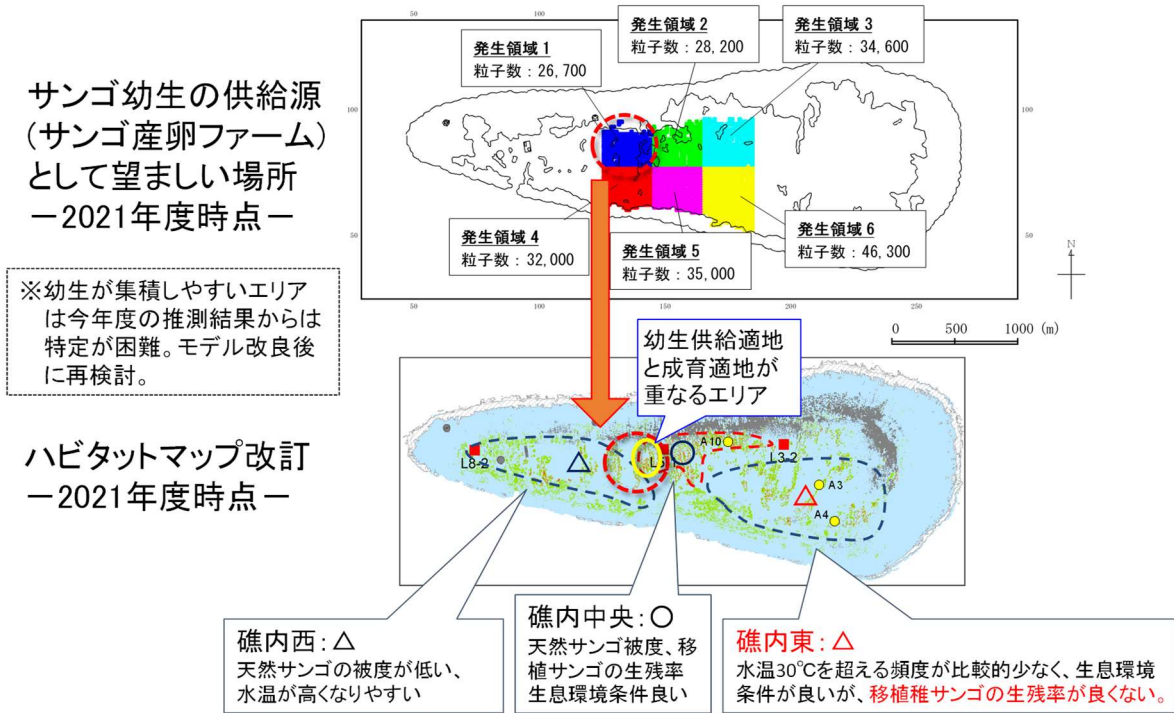 サンゴ幼生の供給源
(サンゴ産卵ファーム)
として望ましい場所
－2021年度時点－
※幼生が集積しやすいエリア
は今年度の推測結果からは
特定が困難。モデル改良後
に再検討。
50
100
150
200
250
100
50
100
50
50
100
150
200
250
発生領域 1
粒子数 : 26,700
発生領域 2
粒子数 : 28,200
発生領域 3
粒子数 : 34,600
発生領域 4
粒子数 : 32,000
発生領域 5
粒子数 : 35,000
発生領域 6
粒子数 : 46,300
N
(m)
0 500 1000
幼生供給適地
と成育適地が
重なるエリア
ハビタットマップ改訂
－2021年度時点－
L8-2
A10
L3-2
A3
A4
礁内西：△
天然サンゴの被度が低い、
水温が高くなりやすい
礁内中央：○
天然サンゴ被度、移
植サンゴの生残率
生息環境条件良い
礁内東：△
水温30℃を超える頻度が比較的少なく、生息環境
条件が良いが、移植稚サンゴの生残率が良くない。